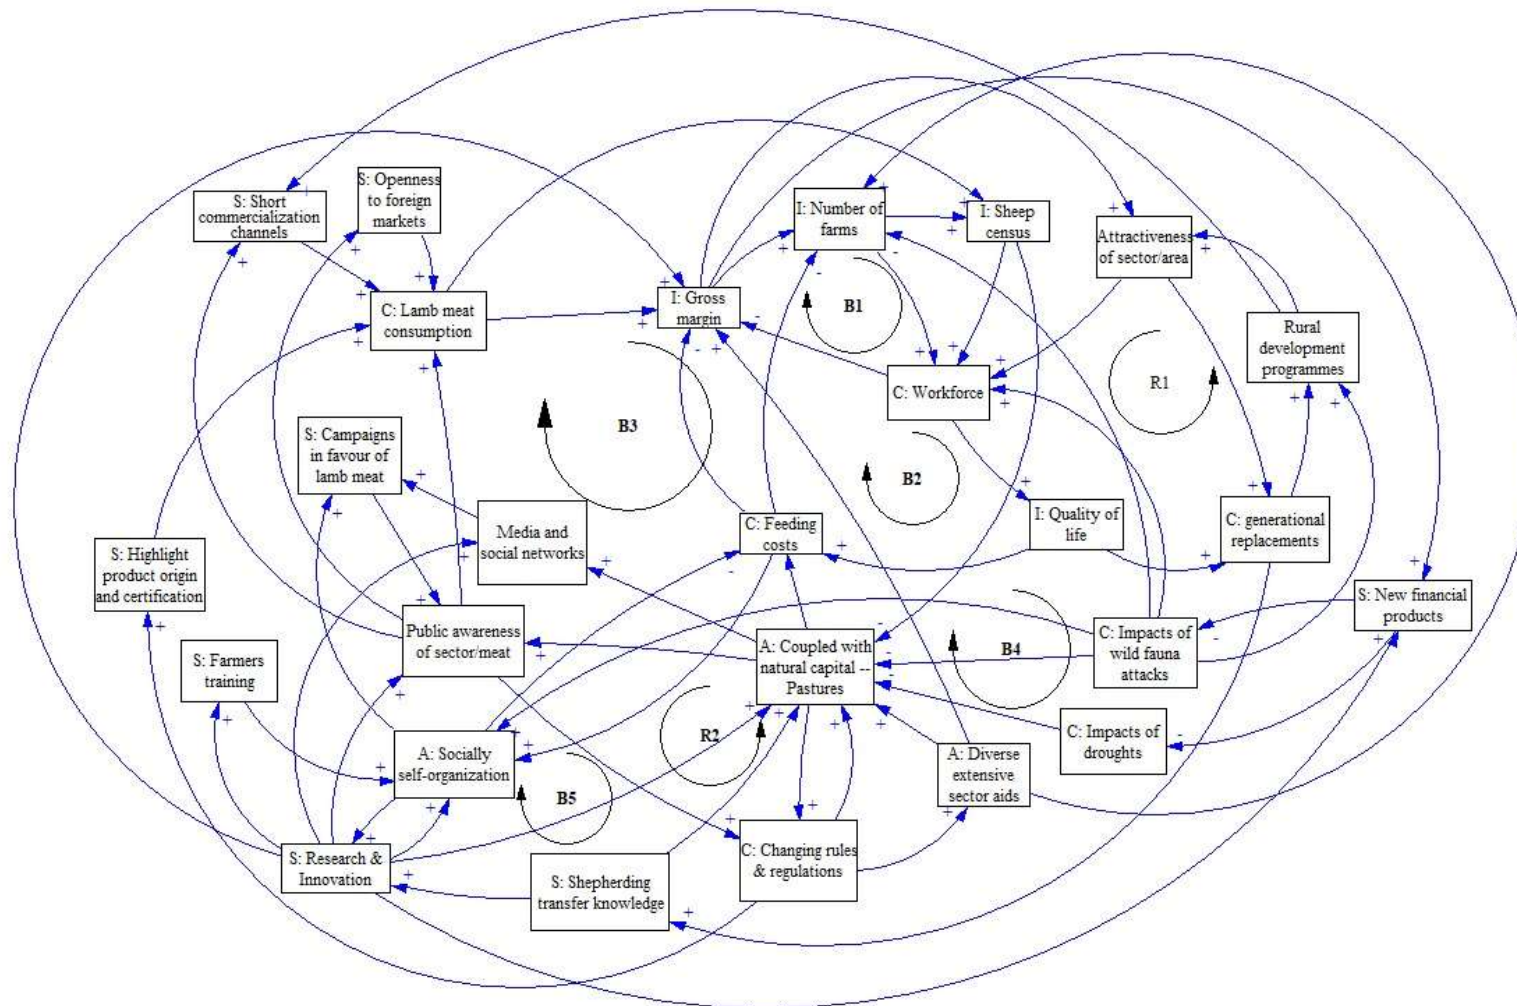 S: Openness
to foreign
markets
S: Short
commercialization
channels
I: Number of
farms
I: Sheep
census
Attractiveness
of sector/area
C: Lamb meat
consumption
I: Gross
margin
B1
Rural
development
programmes
C: Workforce
R1
S: Campaigns
in favour of
lamb meat
B3
B2
Media and
social networks
C: Feeding
costs
I: Quality of
life
C: generational
replacements
S: Highlight
product origin
and certification
S: New financial
products
Public awareness
of sector/meat
A: Coupled with
natural capital --
Pastures
B4
C: Impacts of
wild fauna
attacks
S: Farmers
training
R2
C: Impacts of
droughts
A: Socially
self-organization
B5
A: Diverse
extensive
sector aids
S: Research &
Innovation
S: Shepherding
transfer knowledge
C: Changing rules
& regulations